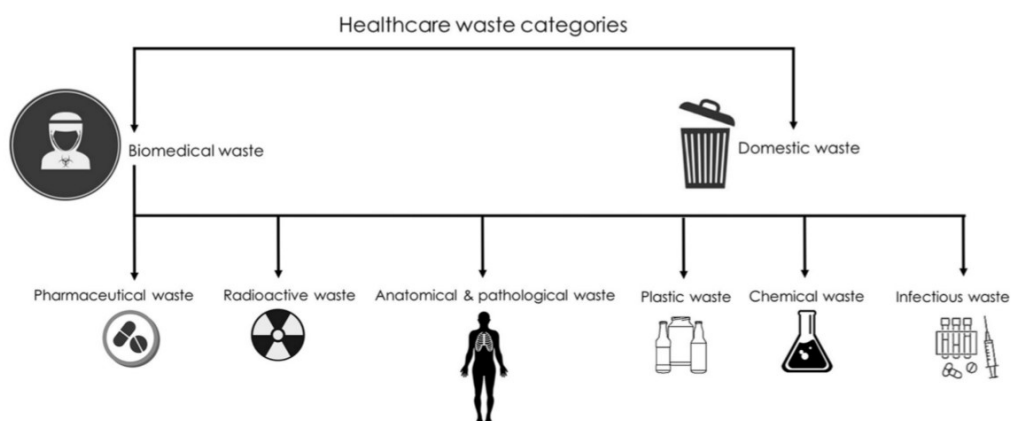 Healthcare waste categories
Biomedical waste
Domestic waste
Pharmaceutical waste
Radioactive waste
Anatomical & pathological waste
Plastic waste
Chemical waste
Infectious waste